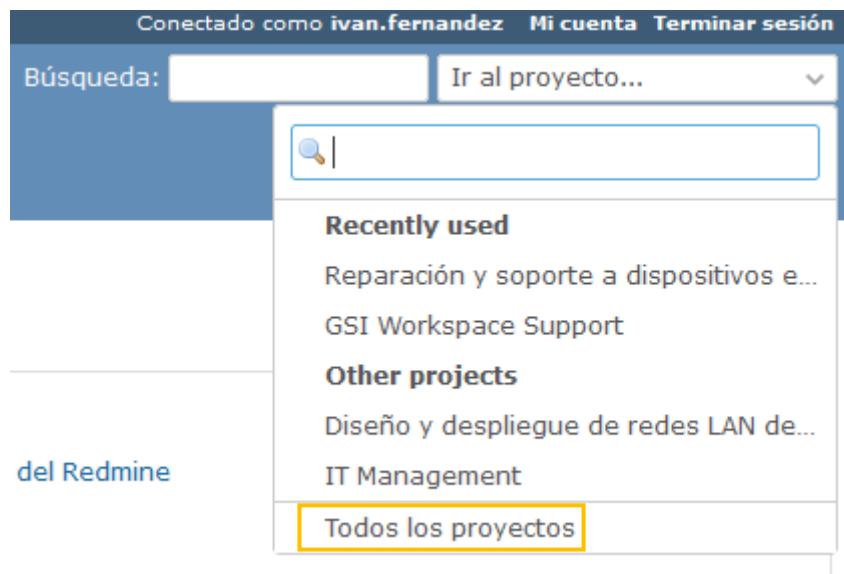 Conectado como ivan.fernandez Mi cuenta Terminar sesión
Búsqueda: Ir al proyecto...
Recently used
Reparación y soporte a dispositivos e...
GSI Workspace Support
Other projects
Diseño y despliegue de redes LAN de...
del Redmine
IT Management
Todos los proyectos